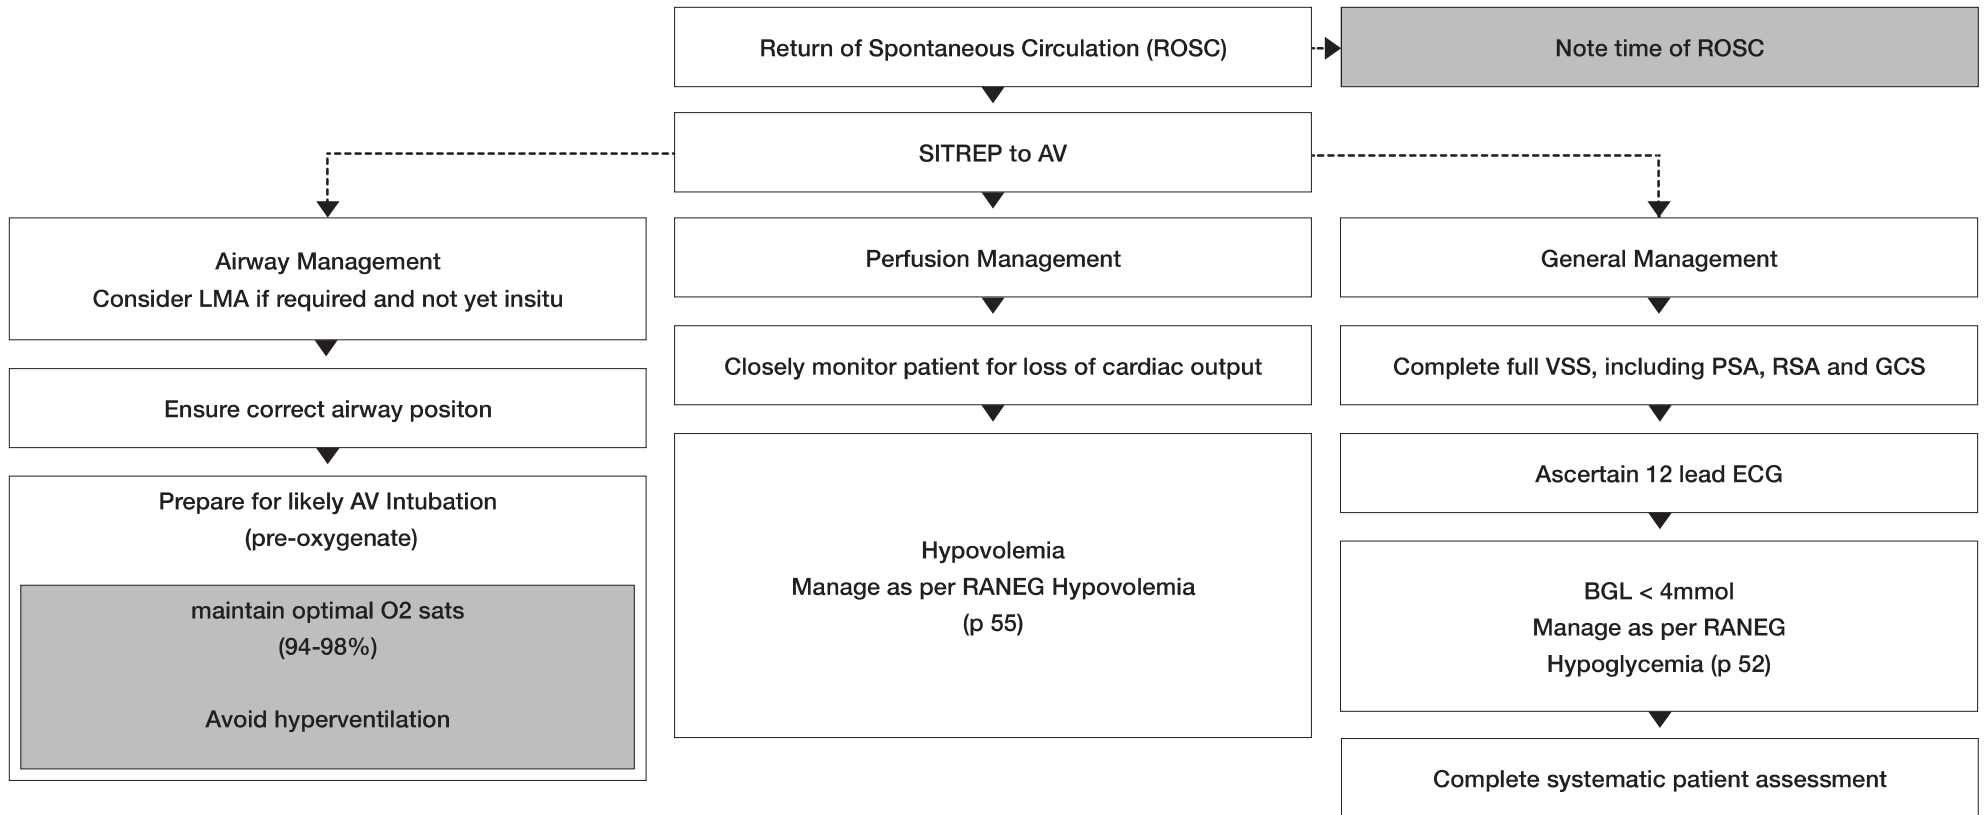 Return of Spontaneous Circulation (ROSC)
Note time of ROSC
SITREP to AV
Airway Management
Consider LMA if required and not yet insitu
Ensure correct airway positon
Prepare for likely AV Intubation
(pre-oxygenate)
maintain optimal O2 sats
(94-98%)
Avoid hyperventilation
Perfusion Management
Closely monitor patient for loss of cardiac output
Hypovolemia
Manage as per RANEG Hypovolemia
(p 55)
General Management
Complete full VSS, including PSA, RSA and GCS
Ascertain 12 lead ECG
BGL < 4mmol
Manage as per RANEG
Hypoglycemia (p 52)
Complete systematic patient assessment